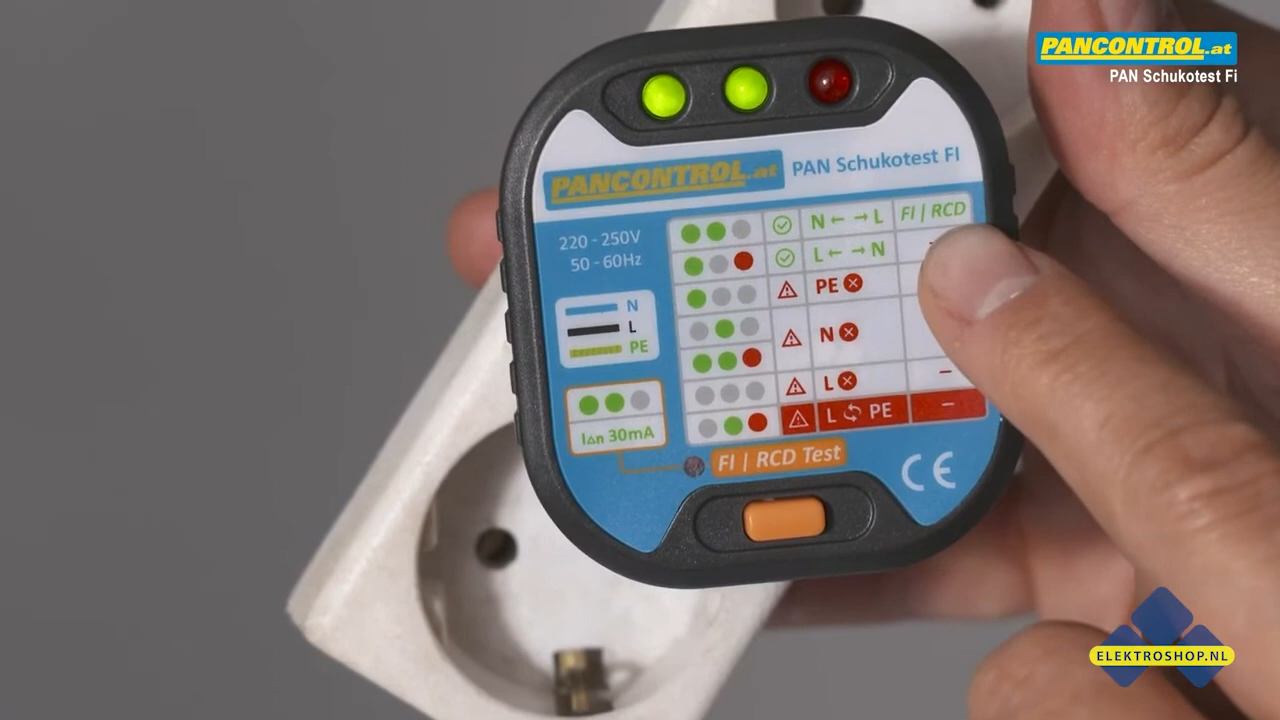 PANCONTROL.at
PAN Schukotest Fi
PANCONTROL.at PAN Schukotest FI
220 - 250V
50 - 60Hz
N
L
PE
N ← → L FI | RCD
L ← → N
PE
N
L –
L PE –
I∆n 30mA
FI | RCD Test
CE
ELEKTROSHOP.NL